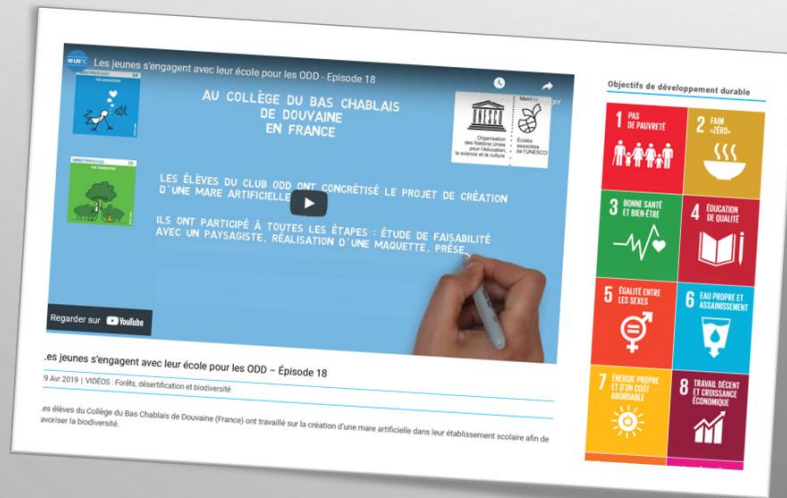 Les jeunes s'engagent avec leur école pour les ODD - Episode 18
AU COLLÈGE DU BAS CHABLAIS
DE DOUVAINE
EN FRANCE
UNESCO
Organisation
des Nations Unies
pour l'éducation,
la science et la culture
Écoles
associées
de l'UNESCO
LES ÉLÈVES DU CLUB ODD ONT CONCRÉTISÉ LE PROJET DE CRÉATION
D'UNE MARE ARTIFICIELLE
ILS ONT PARTICIPÉ À TOUTES LES ÉTAPES : ÉTUDE DE FAISABILITÉ
AVEC UN PAYSAGISTE, RÉALISATION D'UNE MAQUETTE, PRÉSE
Regarder sur YouTube
es jeunes s'engagent avec leur école pour les ODD – Épisode 18
9 Avr 2019 | VIDÉOS : Forêts, désertification et biodiversité
es élèves du Collège du Bas Chablais de Douvaine (France) ont travaillé sur la création d'une mare artificielle dans leur établissement scolaire afin de
avoriser la biodiversité.
Objectifs de développement durable
1 PAS
DE PAUVRETÉ
2 FAIM
«ZÉRO»
3 BONNE SANTÉ
ET BIEN-ÊTRE
4 ÉDUCATION
DE QUALITÉ
5 ÉGALITÉ ENTRE
LES SEXES
6 EAU PROPRE ET
ASSAINISSEMENT
7 ÉNERGIE PROPRE
ET D'UN COÛT
ABORDABLE
8 TRAVAIL DÉCENT
ET CROISSANCE
ÉCONOMIQUE